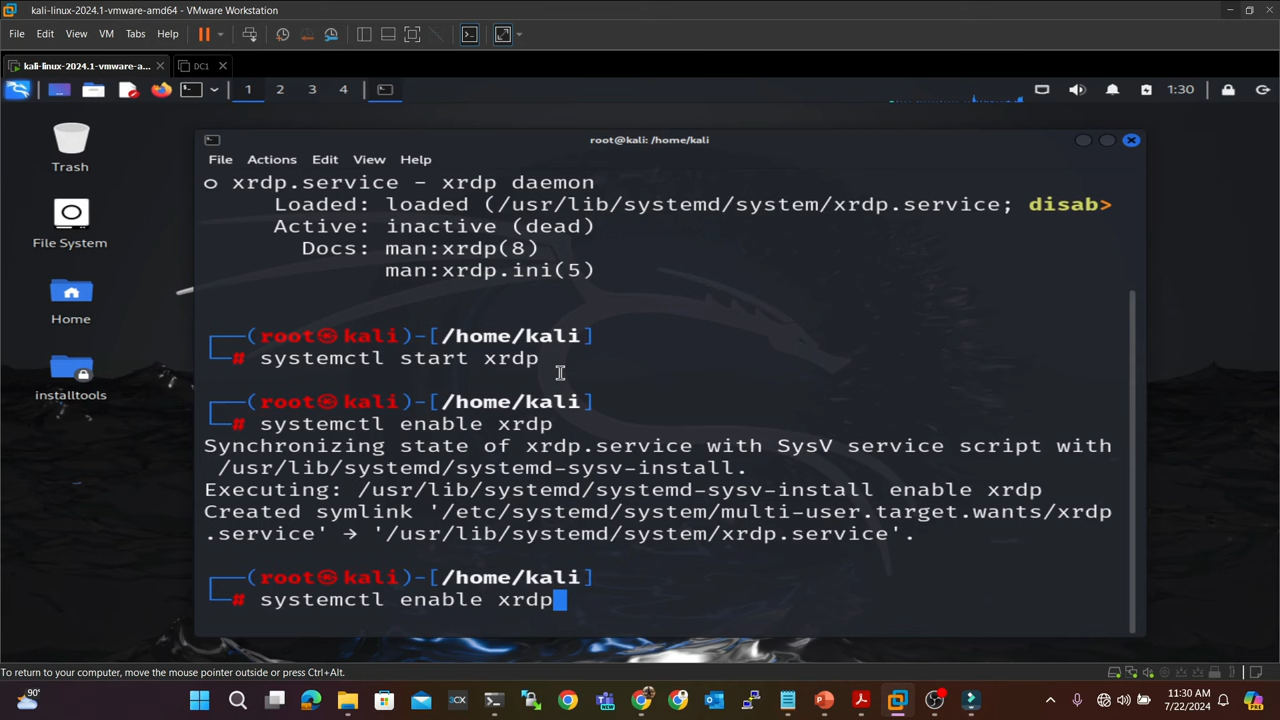 kali-linux-2024.1-vmware-amd64 - VMware Workstation
File Edit View VM Tabs Help
kali-linux-2024.1-vmware-a... DC1
1 2 3 4 1:30
Trash
File System
Home
installtools
root@kali: /home/kali
File Actions Edit View Help
○ xrdp.service - xrdp daemon
Loaded: loaded (/usr/lib/systemd/system/xrdp.service; disab>
Active: inactive (dead)
Docs: man:xrdp(8)
man:xrdp.ini(5)
┌──(root㉿kali)-[/home/kali]
└─# systemctl start xrdp
┌──(root㉿kali)-[/home/kali]
└─# systemctl enable xrdp
Synchronizing state of xrdp.service with SysV service script with
/usr/lib/systemd/systemd-sysv-install.
Executing: /usr/lib/systemd/systemd-sysv-install enable xrdp
Created symlink '/etc/systemd/system/multi-user.target.wants/xrdp
.service' → '/usr/lib/systemd/system/xrdp.service'.
┌──(root㉿kali)-[/home/kali]
└─# systemctl enable xrdp
To return to your computer, move the mouse pointer outside or press Ctrl+Alt.
90°
11:30 AM
7/22/2024